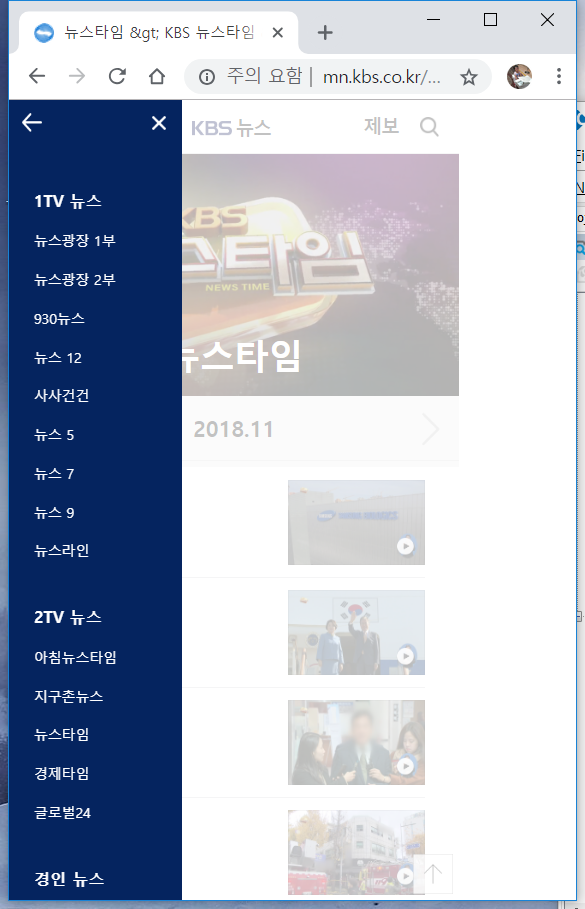 뉴스타임 &gt; KBS 뉴스타임
주의 요함 | mn.kbs.co.kr/...
KBS 뉴스
제보
1TV 뉴스
뉴스광장 1부
뉴스광장 2부
930뉴스
뉴스 12
사사건건
뉴스 5
뉴스 7
뉴스 9
뉴스라인
2TV 뉴스
아침뉴스타임
지구촌뉴스
뉴스타임
경제타임
글로벌24
경인 뉴스
KBS
스타임
NEWS TIME
뉴스타임
2018.11